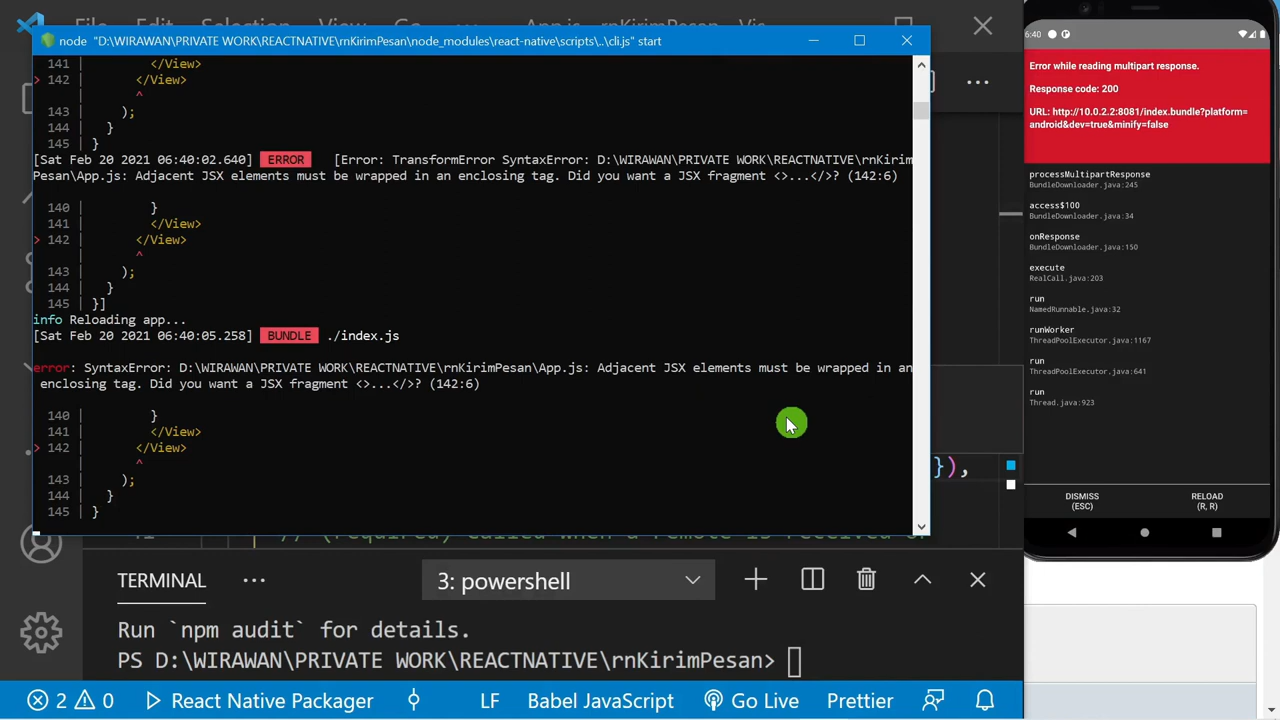 node "D:\WIRAWAN\PRIVATE WORK\REACTNATIVE\rnKirimPesan\node_modules\react-native\scripts\..\cli.js" start
141 | </View>
> 142 | </View>
| ^
143 | );
144 | }
145 | }
[Sat Feb 20 2021 06:40:02.640] ERROR [Error: TransformError SyntaxError: D:\WIRAWAN\PRIVATE WORK\REACTNATIVE\rnKirim
Pesan\App.js: Adjacent JSX elements must be wrapped in an enclosing tag. Did you want a JSX fragment <>...</>? (142:6)
140 | }
141 | </View>
> 142 | </View>
| ^
143 | );
144 | }
145 | }]
info Reloading app...
[Sat Feb 20 2021 06:40:05.258] BUNDLE ./index.js
error: SyntaxError: D:\WIRAWAN\PRIVATE WORK\REACTNATIVE\rnKirimPesan\App.js: Adjacent JSX elements must be wrapped in an
enclosing tag. Did you want a JSX fragment <>...</>? (142:6)
140 | }
141 | </View>
> 142 | </View>
| ^
143 | );
144 | }
145 | }
}),
TERMINAL ...
3: powershell
Run `npm audit` for details.
PS D:\WIRAWAN\PRIVATE WORK\REACTNATIVE\rnKirimPesan>
2 0 React Native Packager LF Babel JavaScript Go Live Prettier
6:40
Error while reading multipart response.
Response code: 200
URL: http://10.0.2.2:8081/index.bundle?platform=
android&dev=true&minify=false
processMultipartResponse
BundleDownloader.java:245
access$100
BundleDownloader.java:34
onResponse
BundleDownloader.java:150
execute
RealCall.java:203
run
NamedRunnable.java:32
runWorker
ThreadPoolExecutor.java:1167
run
ThreadPoolExecutor.java:641
run
Thread.java:923
DISMISS
(ESC)
RELOAD
(R, R)